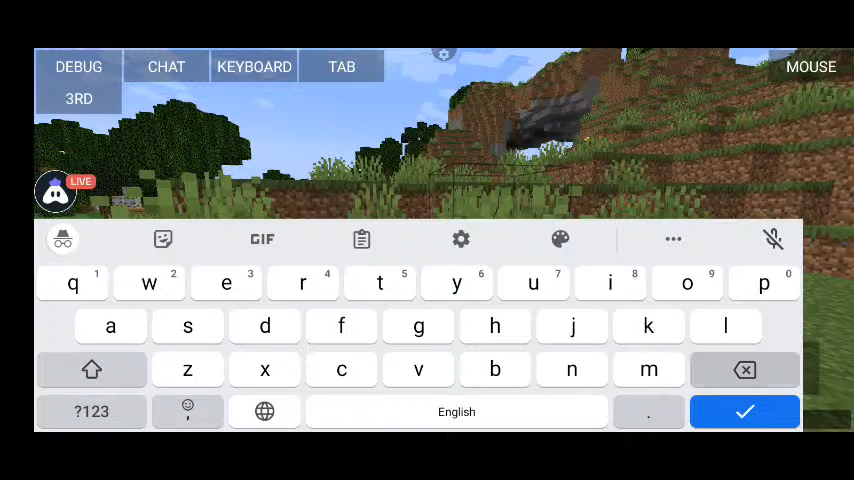 DEBUG CHAT KEYBOARD TAB MOUSE
3RD
LIVE
GIF
q 1 w 2 e 3 r 4 t 5 y 6 u 7 i 8 o 9 p 0
a s d f g h j k l
z x c v b n m
?123 , English .